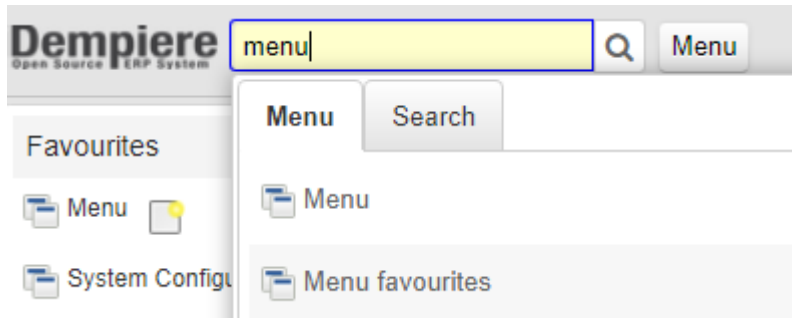 Dempiere menu Menu
Open Source ERP System
Menu Search
Favourites
Menu
Menu
System Configu
Menu favourites